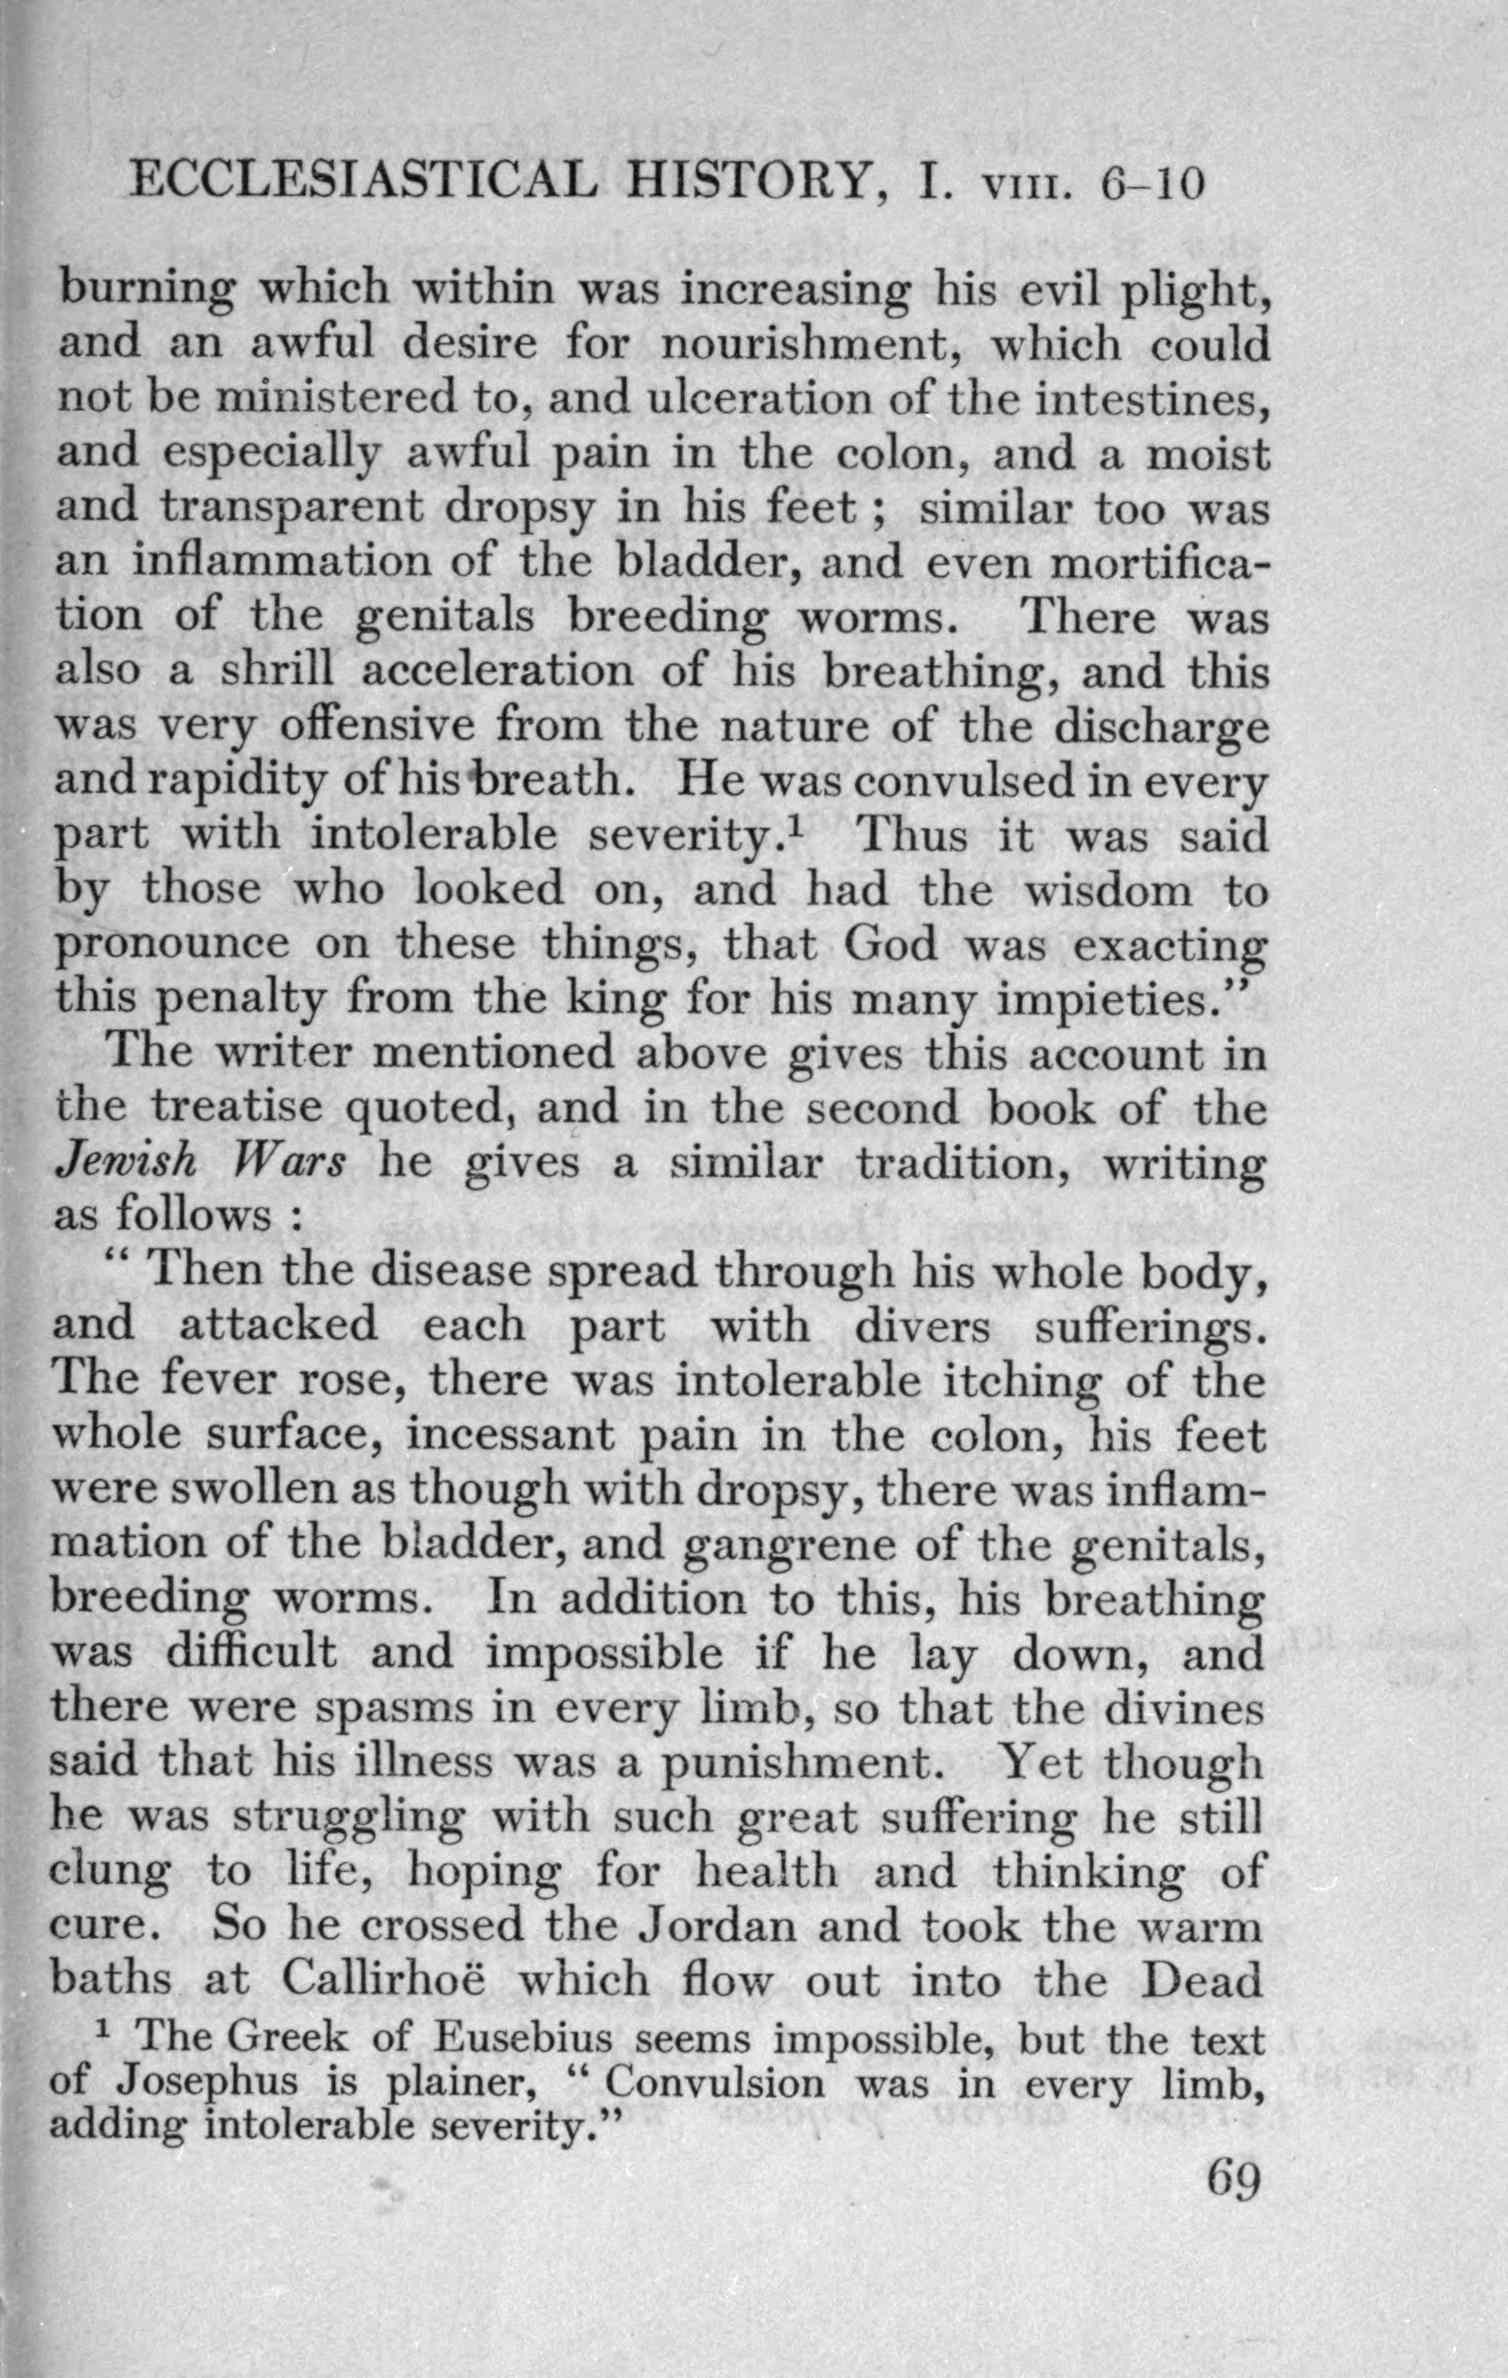 ECCLESIASTICAL HISTORY, I. VIII. 6–10
burning which within was increasing his evil plight,
and an awful desire for nourishment, which could
not be ministered to, and ulceration of the intestines,
and especially awful pain in the colon, and a moist
and transparent dropsy in his feet ; similar too was
an inflammation of the bladder, and even mortifica-
tion of the genitals breeding worms. There was
also a shrill acceleration of his breathing, and this
was very offensive from the nature of the discharge
and rapidity of his breath. He was convulsed in every
part with intolerable severity.¹ Thus it was said
by those who looked on, and had the wisdom to
pronounce on these things, that God was exacting
this penalty from the king for his many impieties.”
The writer mentioned above gives this account in
the treatise quoted, and in the second book of the
Jewish Wars he gives a similar tradition, writing
as follows :
“ Then the disease spread through his whole body,
and attacked each part with divers sufferings.
The fever rose, there was intolerable itching of the
whole surface, incessant pain in the colon, his feet
were swollen as though with dropsy, there was inflam-
mation of the bladder, and gangrene of the genitals,
breeding worms. In addition to this, his breathing
was difficult and impossible if he lay down, and
there were spasms in every limb, so that the divines
said that his illness was a punishment. Yet though
he was struggling with such great suffering he still
clung to life, hoping for health and thinking of
cure. So he crossed the Jordan and took the warm
baths at Callirhoë which flow out into the Dead
¹ The Greek of Eusebius seems impossible, but the text
of Josephus is plainer, “ Convulsion was in every limb,
adding intolerable severity.”
69